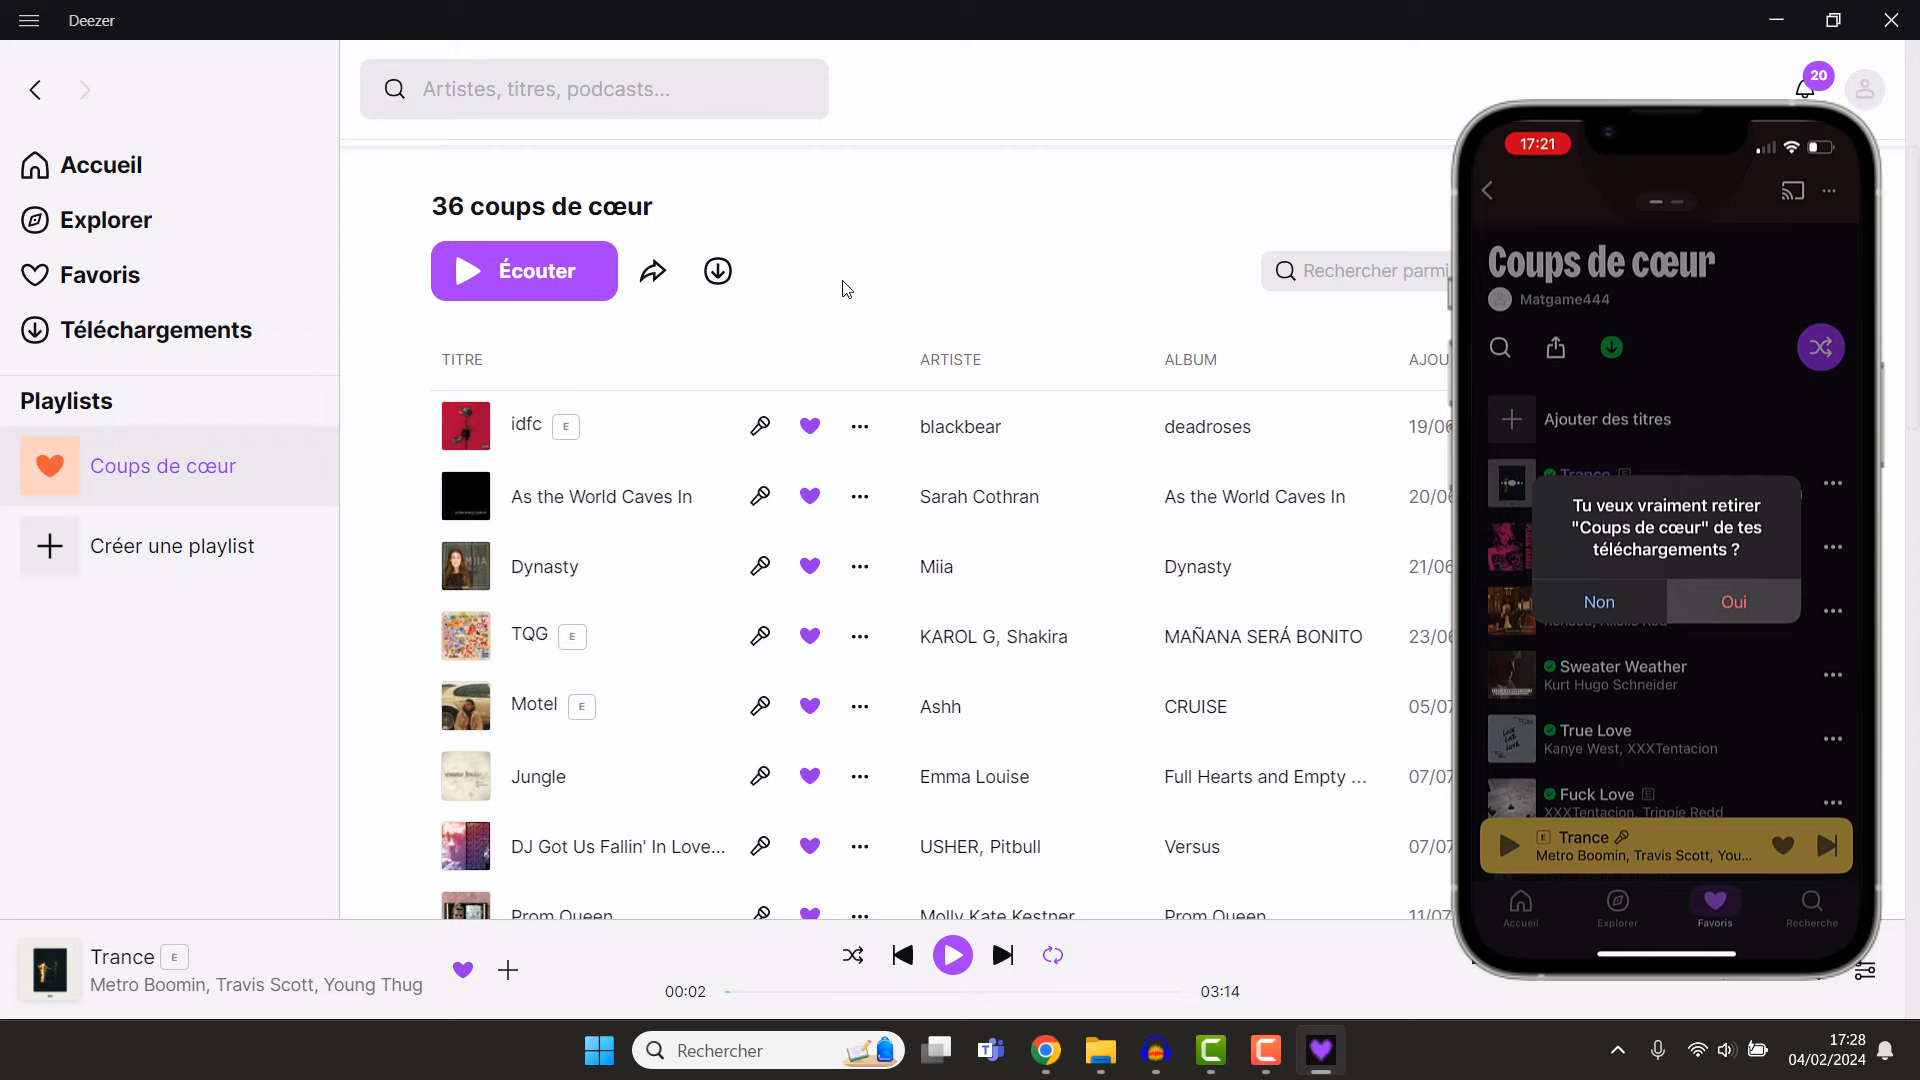 Deezer
Artistes, titres, podcasts...
20
Accueil
Explorer
Favoris
Téléchargements
Playlists
Coups de cœur
Créer une playlist
36 coups de cœur
Écouter
Rechercher parmi
TITRE ARTISTE ALBUM AJOU
idfc E blackbear deadroses 19/06
As the World Caves In Sarah Cothran As the World Caves In 20/06
Dynasty Miia Dynasty 21/06
TQG E KAROL G, Shakira MAÑANA SERÁ BONITO 23/06
Motel E Ashh CRUISE 05/07
Jungle Emma Louise Full Hearts and Empty ... 07/07
DJ Got Us Fallin' In Love... USHER, Pitbull Versus 07/07
Prom Queen Molly Kate Kestner Prom Queen 11/07
Trance E
Metro Boomin, Travis Scott, Young Thug
00:02
03:14
17:21
Coups de cœur
Matgame444
Ajouter des titres
Trance E
Tu veux vraiment retirer
"Coups de cœur" de tes
téléchargements ?
Non Oui
Sweater Weather
Kurt Hugo Schneider
True Love
Kanye West, XXXTentacion
Fuck Love E
XXXTentacion, Trippie Redd
E Trance
Metro Boomin, Travis Scott, You...
Accueil Explorer Favoris Recherche
Rechercher
17:28
04/02/2024